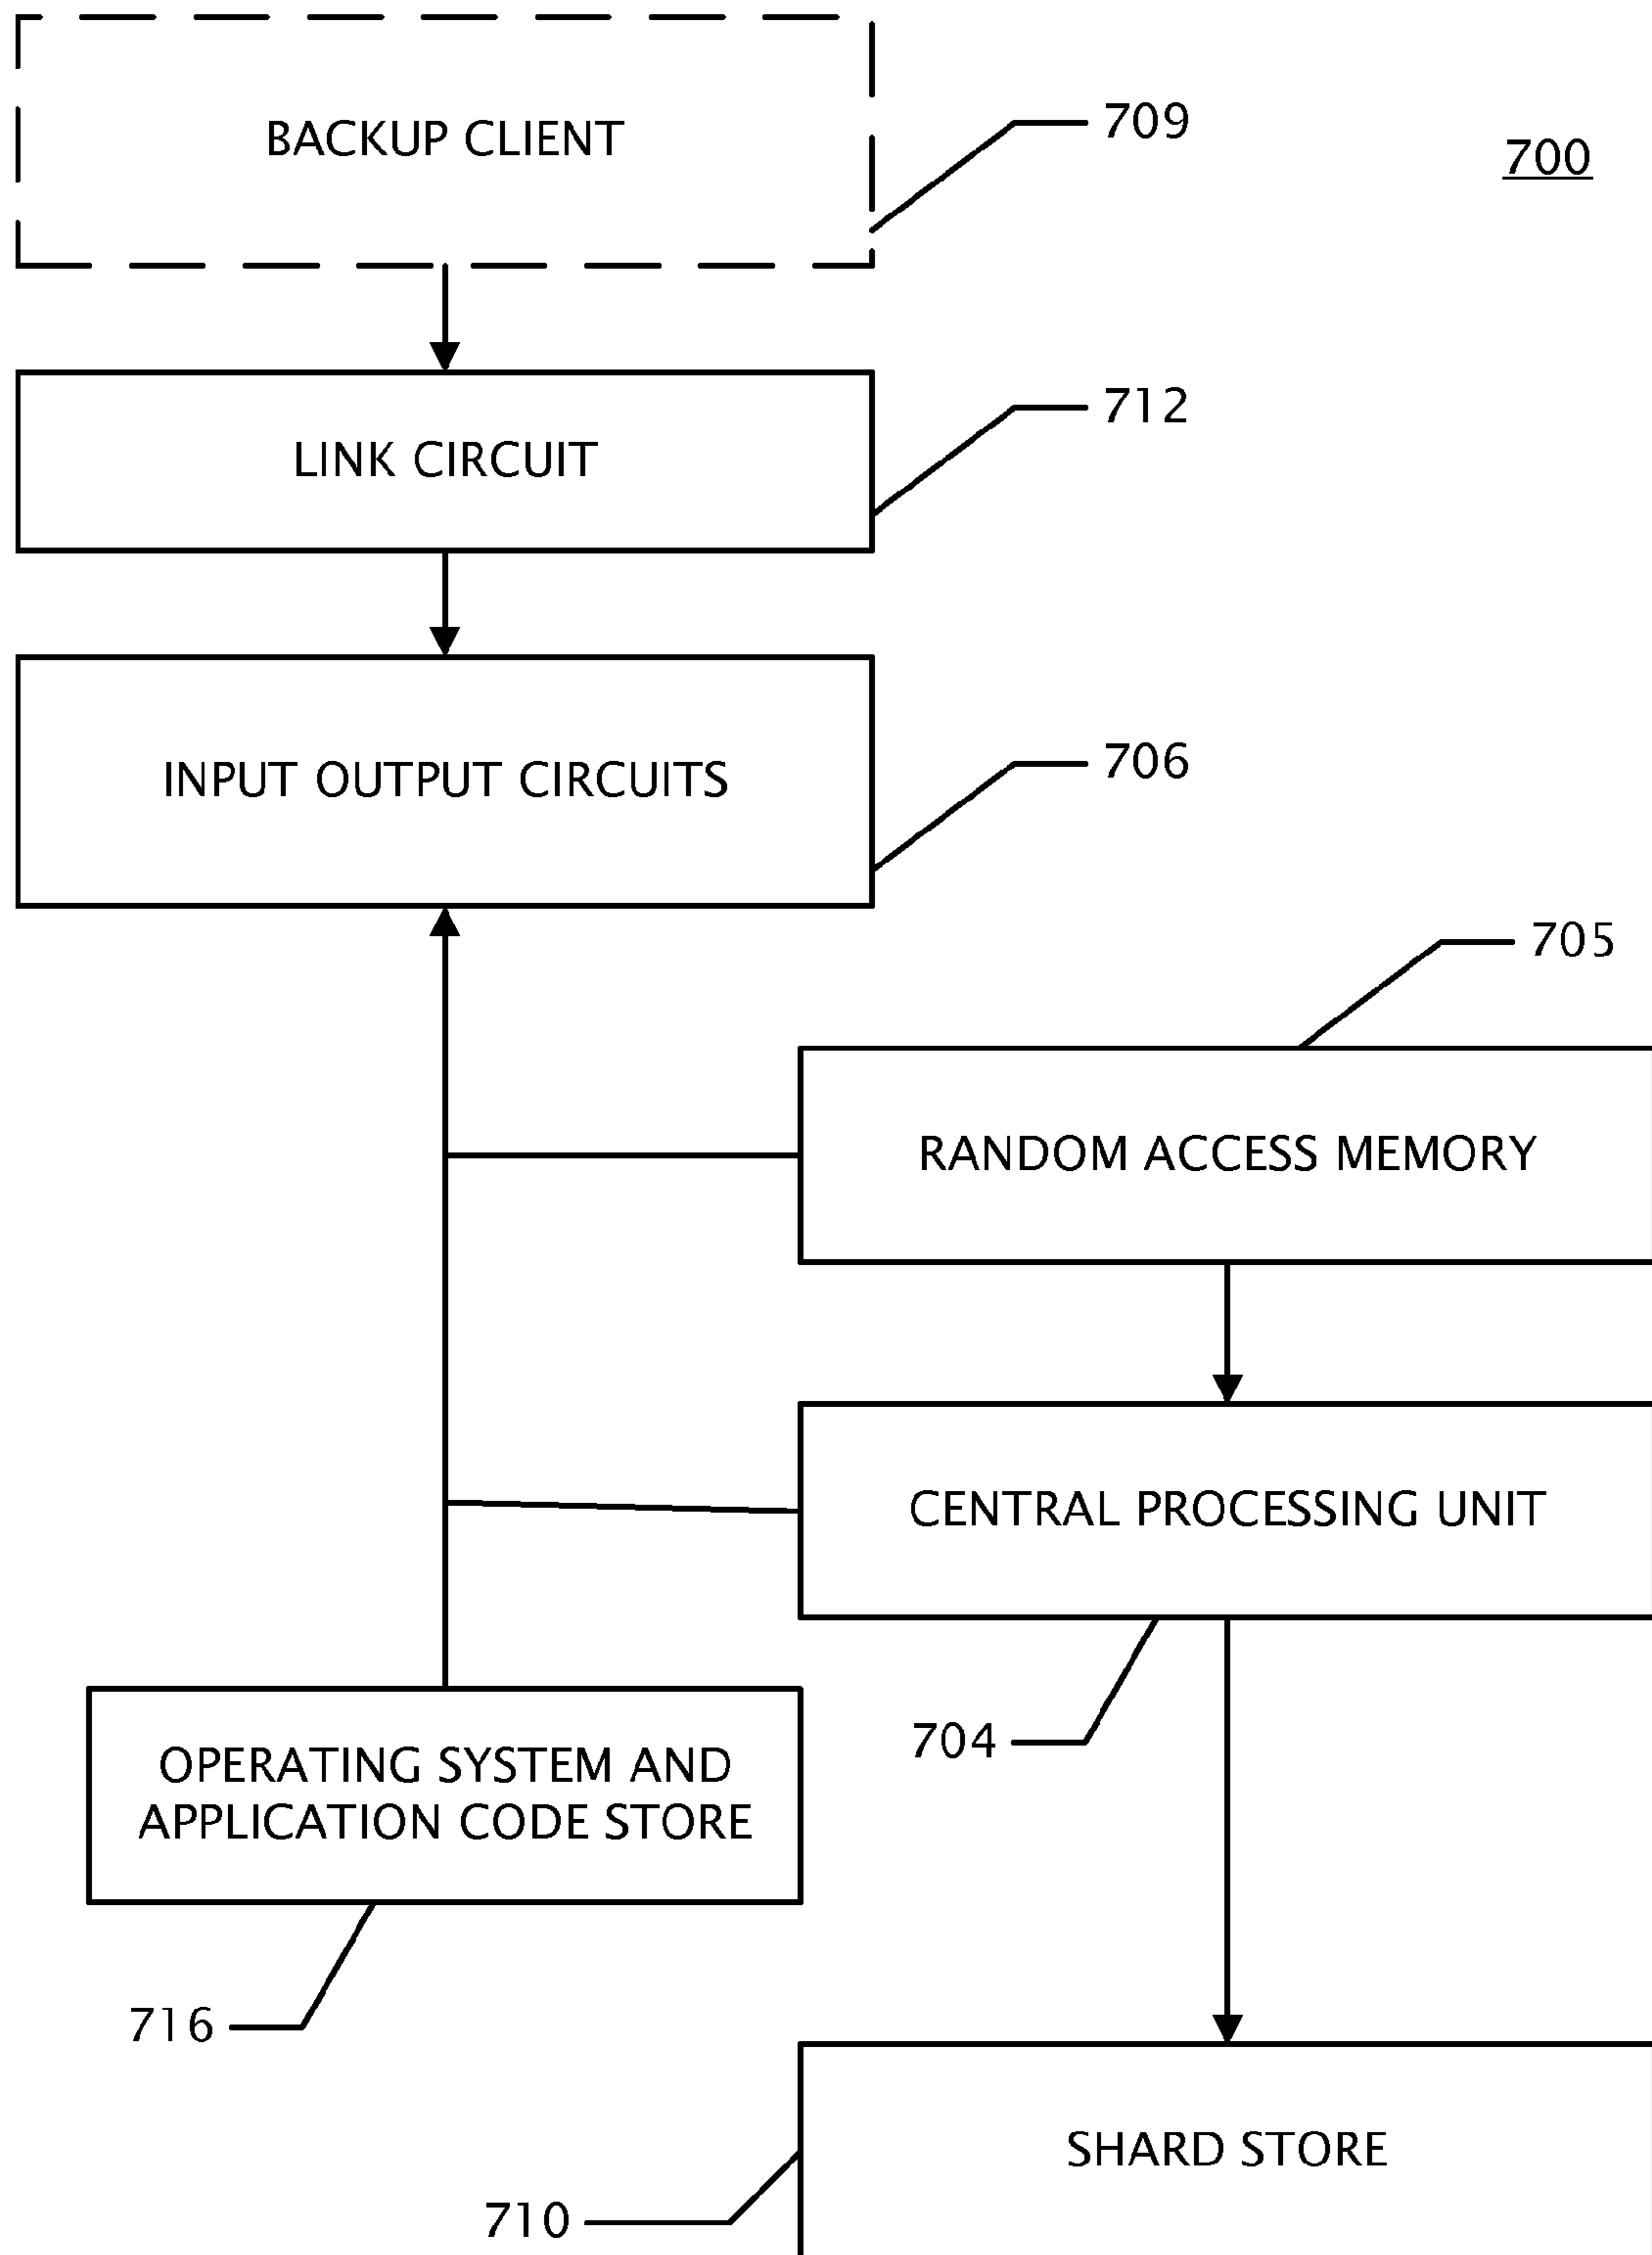 BACKUP CLIENT
709
700
LINK CIRCUIT
712
INPUT OUTPUT CIRCUITS
706
705
RANDOM ACCESS MEMORY
CENTRAL PROCESSING UNIT
704
OPERATING SYSTEM AND
APPLICATION CODE STORE
716
SHARD STORE
710